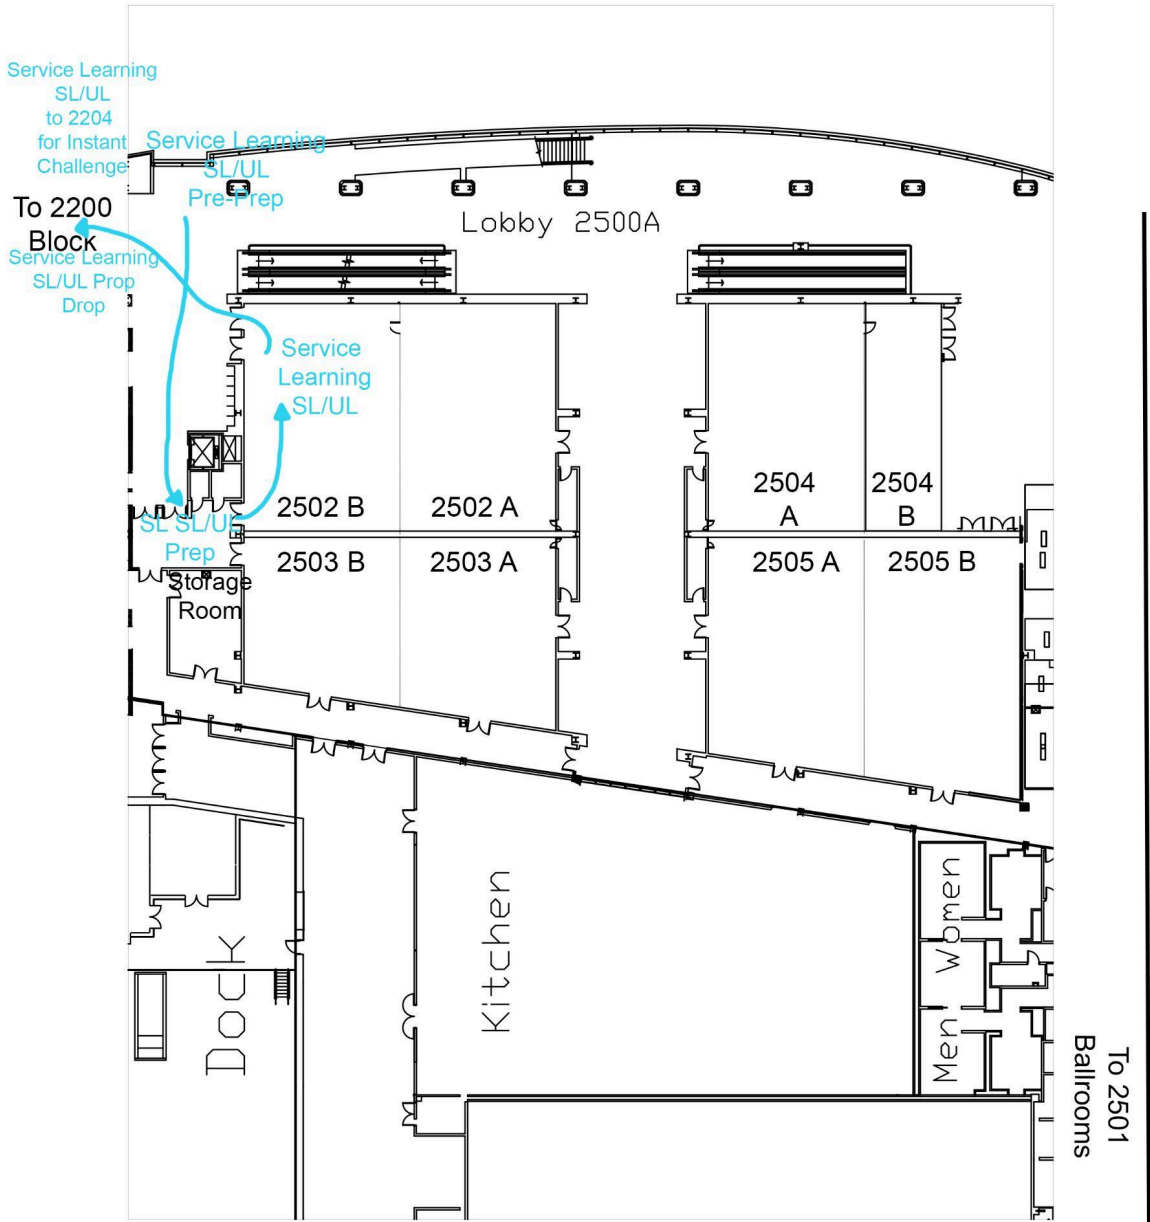 Service Learning
SL/UL
to 2204
for Instant
Challenge
Service Learning
SL/UL
Pre-Prep
To 2200
Block
Service Learning
SL/UL Prop
Drop
Lobby 2500A
Service
Learning
SL/UL
2502 B
2502 A
2504
A
2504
B
SL SL/UL
Prep
2503 B
2503 A
2505 A
2505 B
Storage
Room
Kitchen
Women
Men
Dock
To 2501
Ballrooms